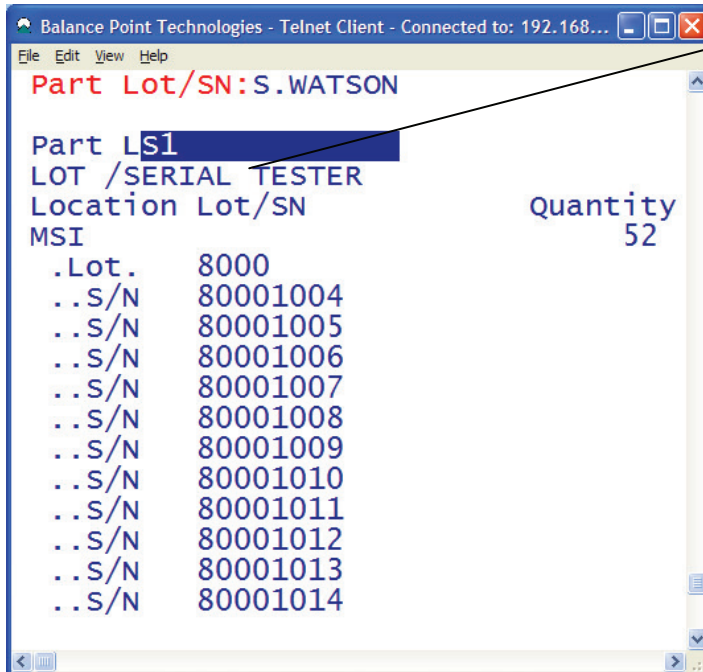 Balance Point Technologies - Telnet Client - Connected to: 192.168...
File Edit View Help
Part Lot/SN:S.WATSON
Part LS1
LOT /SERIAL TESTER
Location Lot/SN Quantity
MSI 52
.Lot. 8000
..S/N 80001004
..S/N 80001005
..S/N 80001006
..S/N 80001007
..S/N 80001008
..S/N 80001009
..S/N 80001010
..S/N 80001011
..S/N 80001012
..S/N 80001013
..S/N 80001014